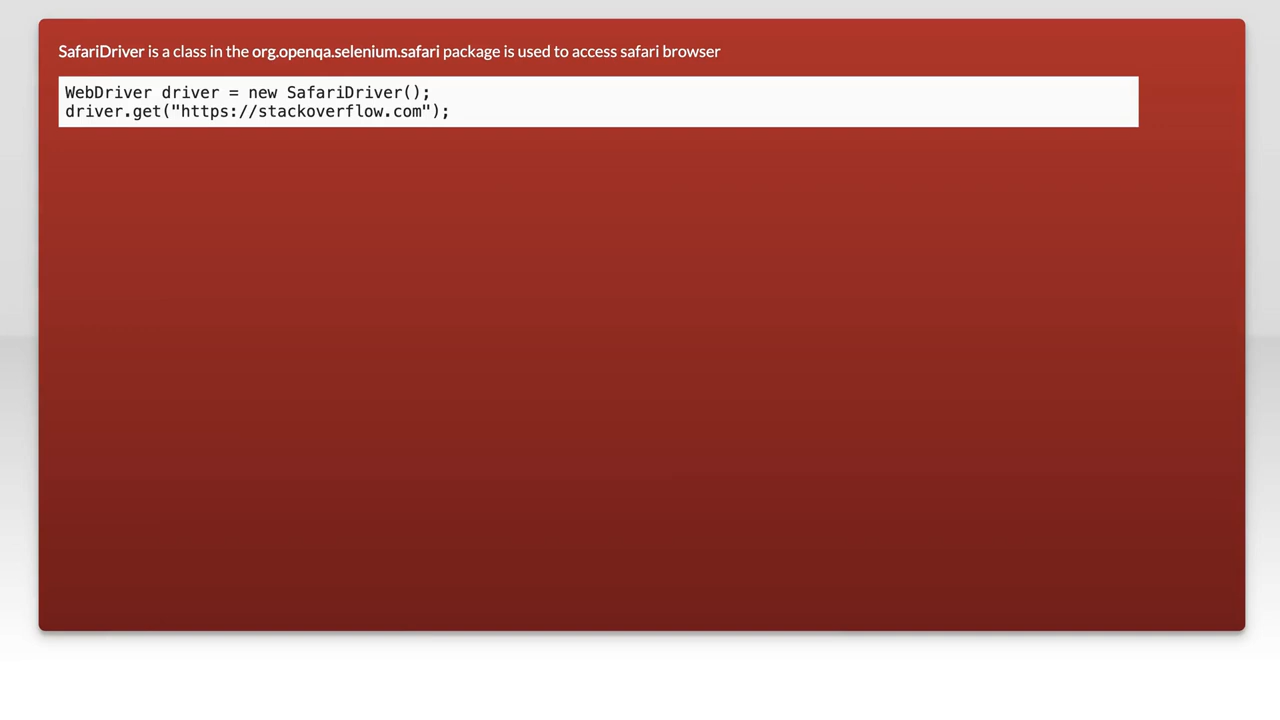 SafariDriver is a class in the org.openqa.selenium.safari package is used to access safari browser
WebDriver driver = new SafariDriver();
driver.get("https://stackoverflow.com");